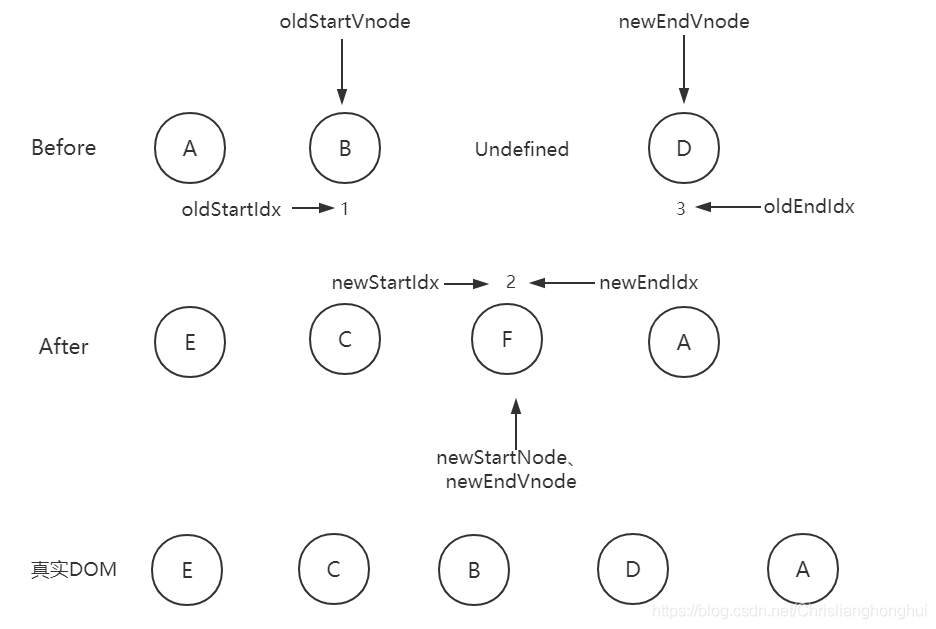 oldStartVnode newEndVnode
Before A B Undefined D
oldStartIdx 1 3 oldEndIdx
newStartIdx 2 newEndIdx
After E C F A
newStartNode、
newEndVnode
真实DOM E C B D A
https://blog.csdn.net/Chrislianghonghui